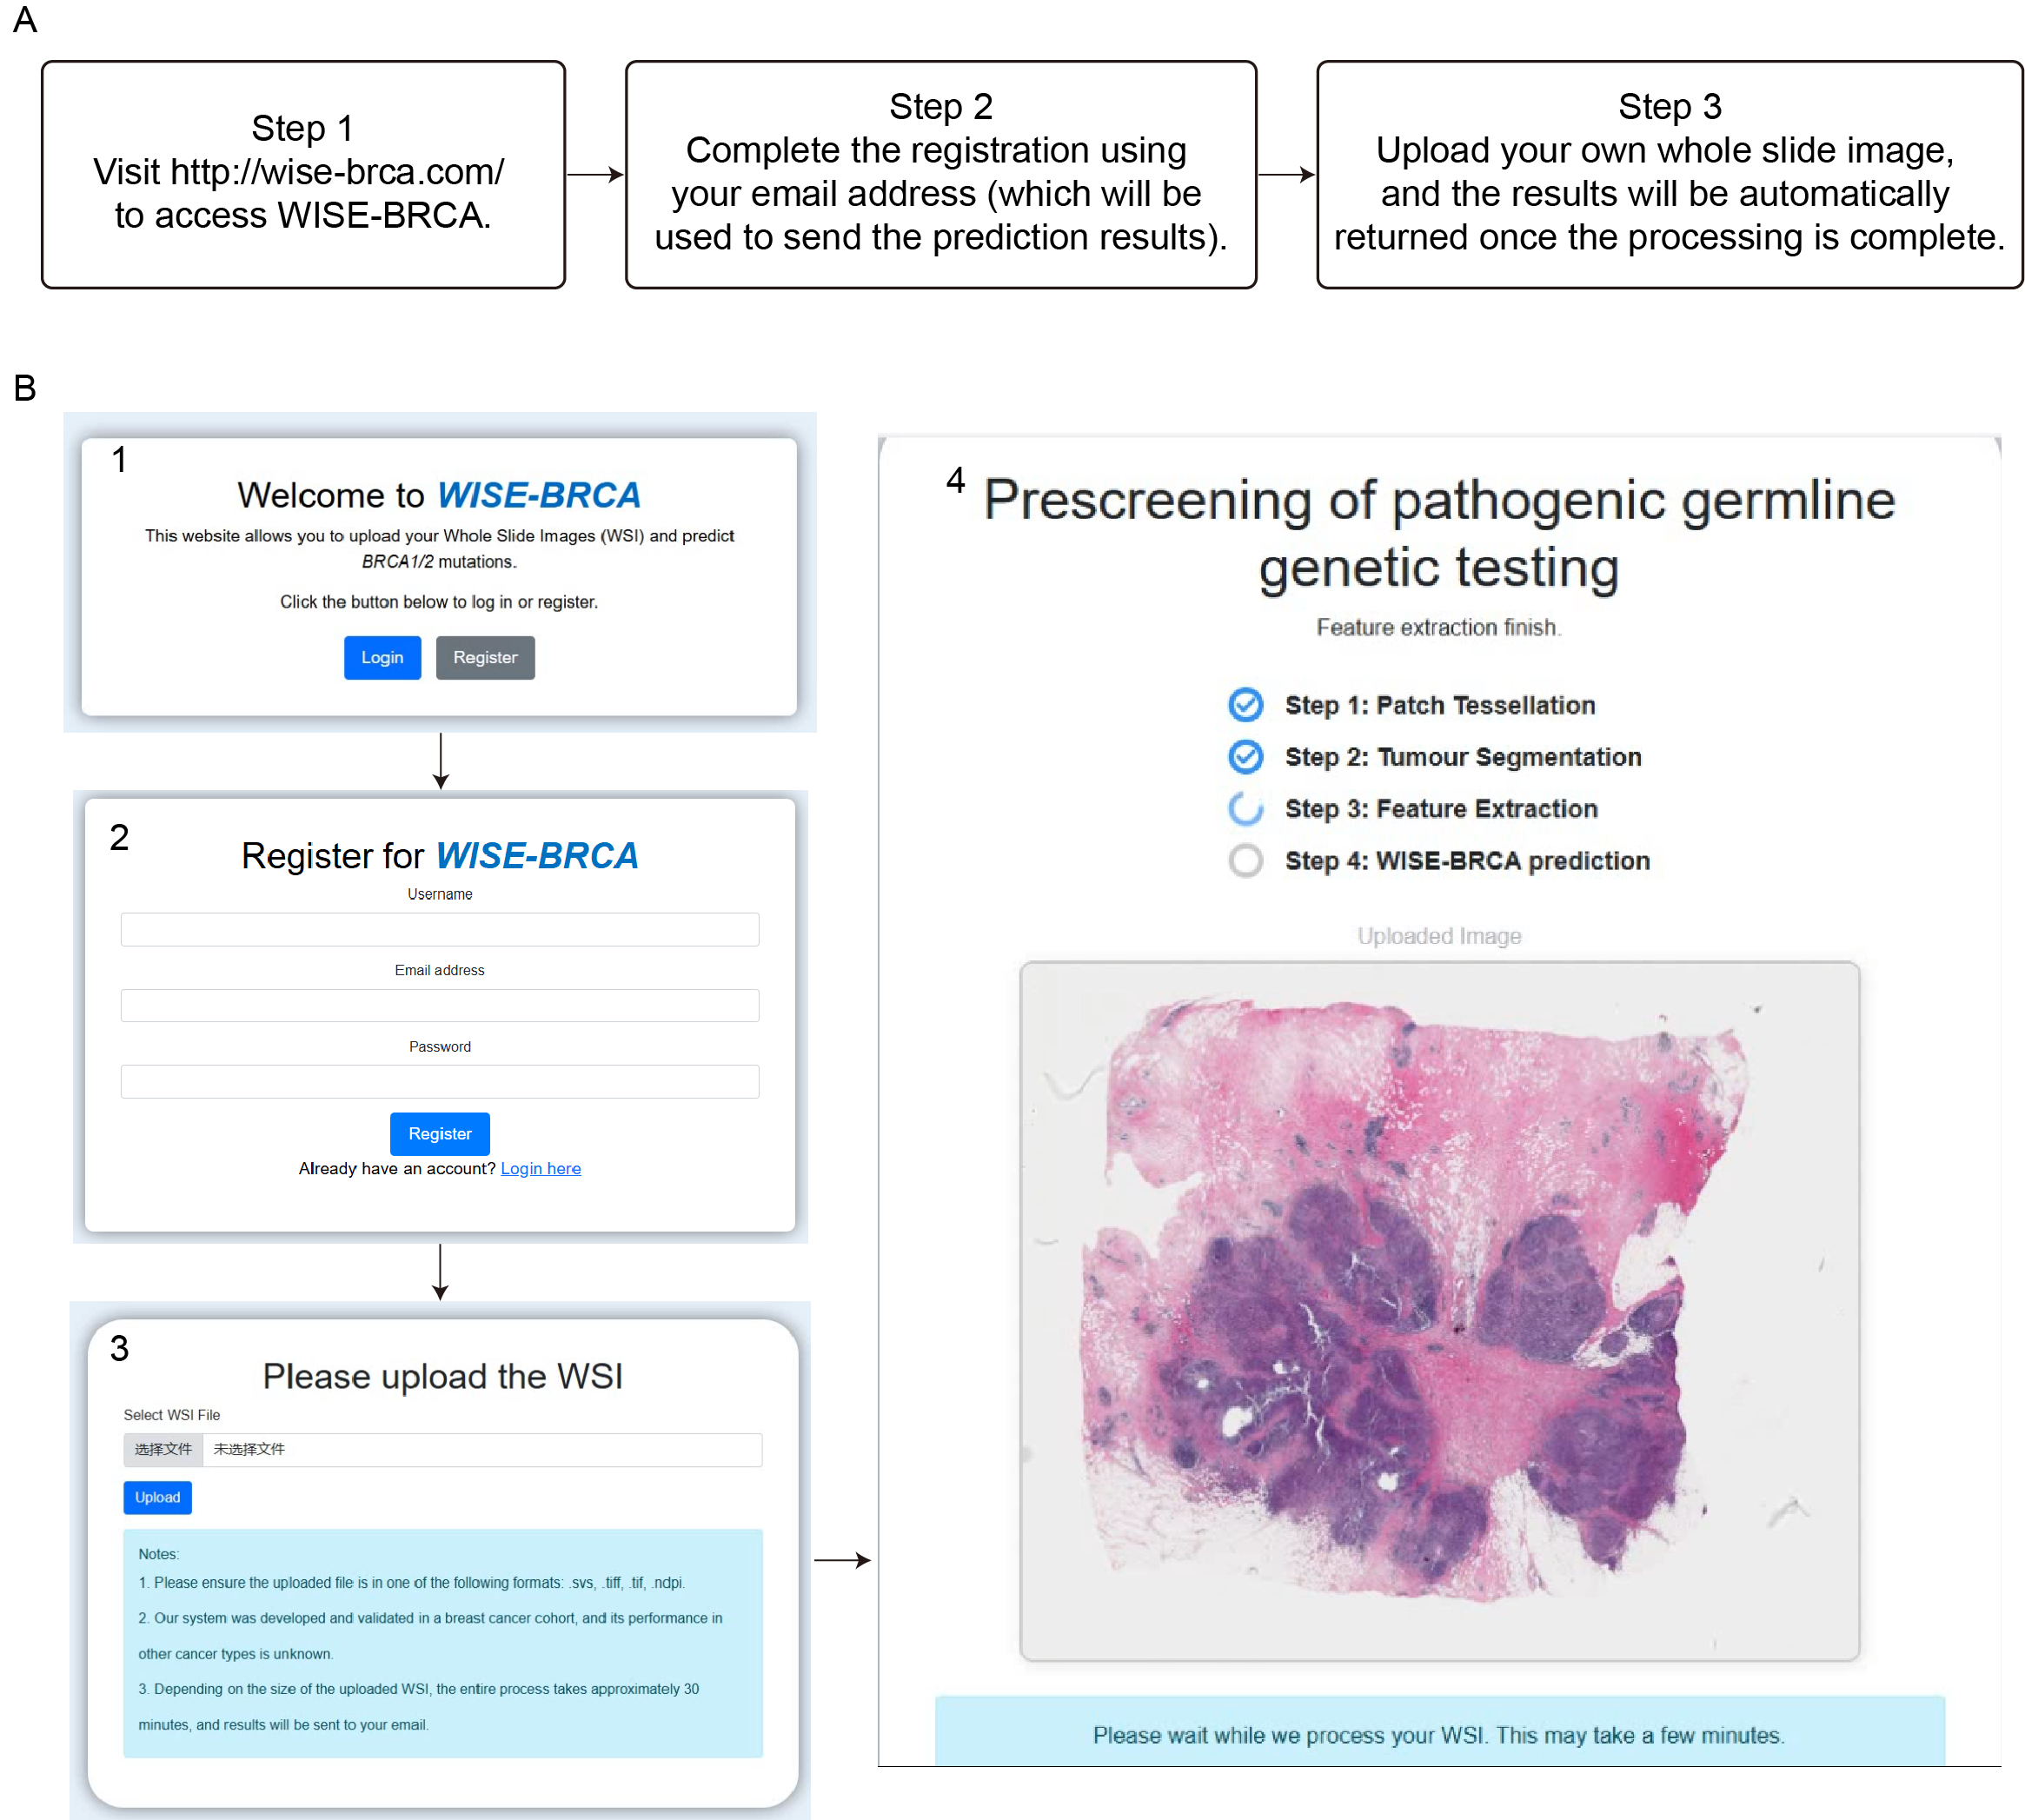 A
Step 1
Visit http://wise-brca.com/
to access WISE-BRCA.
Step 2
Complete the registration using
your email address (which will be
used to send the prediction results).
Step 3
Upload your own whole slide image,
and the results will be automatically
returned once the processing is complete.
B
1
Welcome to WISE-BRCA
This website allows you to upload your Whole Slide Images (WSI) and predict
BRCA1/2 mutations.
Click the button below to log in or register.
Login Register
2
Register for WISE-BRCA
Username
Email address
Password
Register
Already have an account? Login here
3
Please upload the WSI
Select WSI File
选择文件 未选择文件
Upload
Notes:
1. Please ensure the uploaded file is in one of the following formats: .svs, .tiff, .tif, .ndpi.
2. Our system was developed and validated in a breast cancer cohort, and its performance in
other cancer types is unknown.
3. Depending on the size of the uploaded WSI, the entire process takes approximately 30
minutes, and results will be sent to your email.
4
Prescreening of pathogenic germline
genetic testing
Feature extraction finish.
Step 1: Patch Tessellation
Step 2: Tumour Segmentation
Step 3: Feature Extraction
Step 4: WISE-BRCA prediction
Uploaded Image
Please wait while we process your WSI. This may take a few minutes.